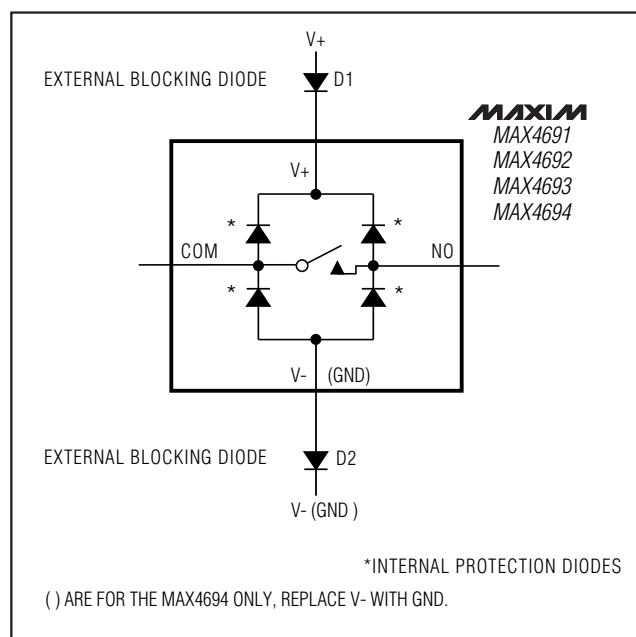 V+
EXTERNAL BLOCKING DIODE D1
MAXIM
MAX4691
MAX4692
MAX4693
MAX4694
V+
* *
COM NO
* *
V- (GND)
EXTERNAL BLOCKING DIODE D2
V- (GND )
*INTERNAL PROTECTION DIODES
( ) ARE FOR THE MAX4694 ONLY, REPLACE V- WITH GND.